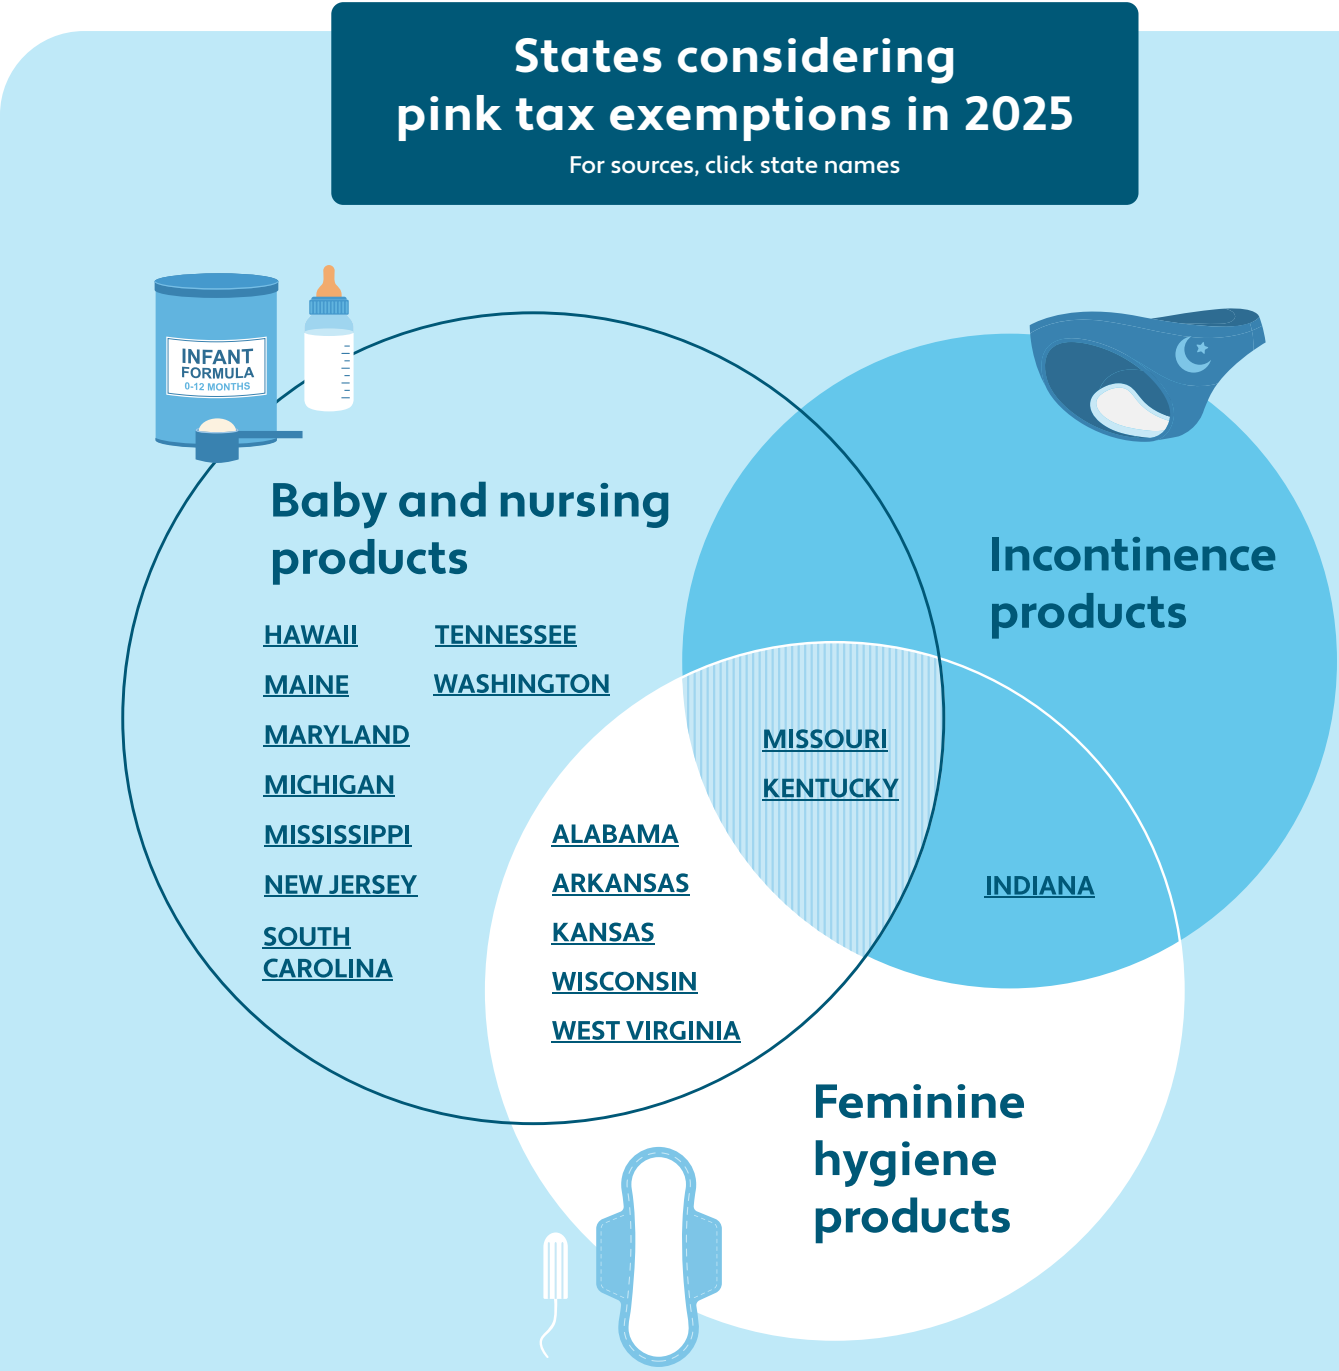 States considering
pink tax exemptions in 2025
For sources, click state names
INFANT
FORMULA
0-12 MONTHS
Baby and nursing
products
HAWAII
MAINE
MARYLAND
MICHIGAN
MISSISSIPPI
NEW JERSEY
SOUTH
CAROLINA
TENNESSEE
WASHINGTON
Incontinence
products
MISSOURI
KENTUCKY
ALABAMA
ARKANSAS
KANSAS
WISCONSIN
WEST VIRGINIA
INDIANA
Feminine
hygiene
products